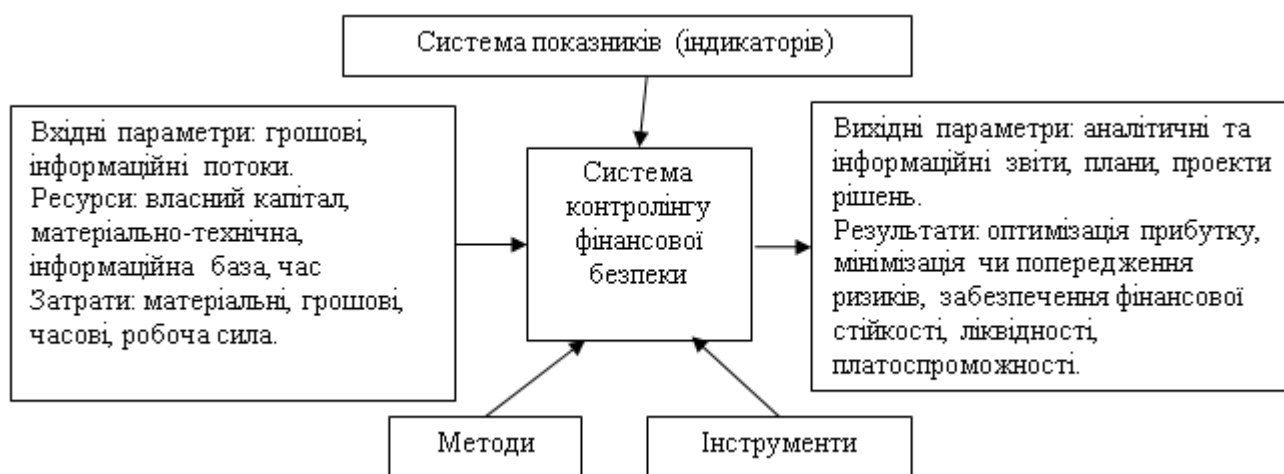 Система показників (індикаторів)
Вхідні параметри: грошові,
інформаційні потоки.
Ресурси: власний капітал,
матеріально-технічна,
інформаційна база, час
Затрати: матеріальні, грошові,
часові, робоча сила.
Система
контролінгу
фінансової
безпеки
Вихідні параметри: аналітичні та
інформаційні звіти, плани, проекти
рішень.
Результати: оптимізація прибутку,
мінімізація чи попередження
ризиків, забезпечення фінансової
стійкості, ліквідності,
платоспроможності.
Методи
Інструменти